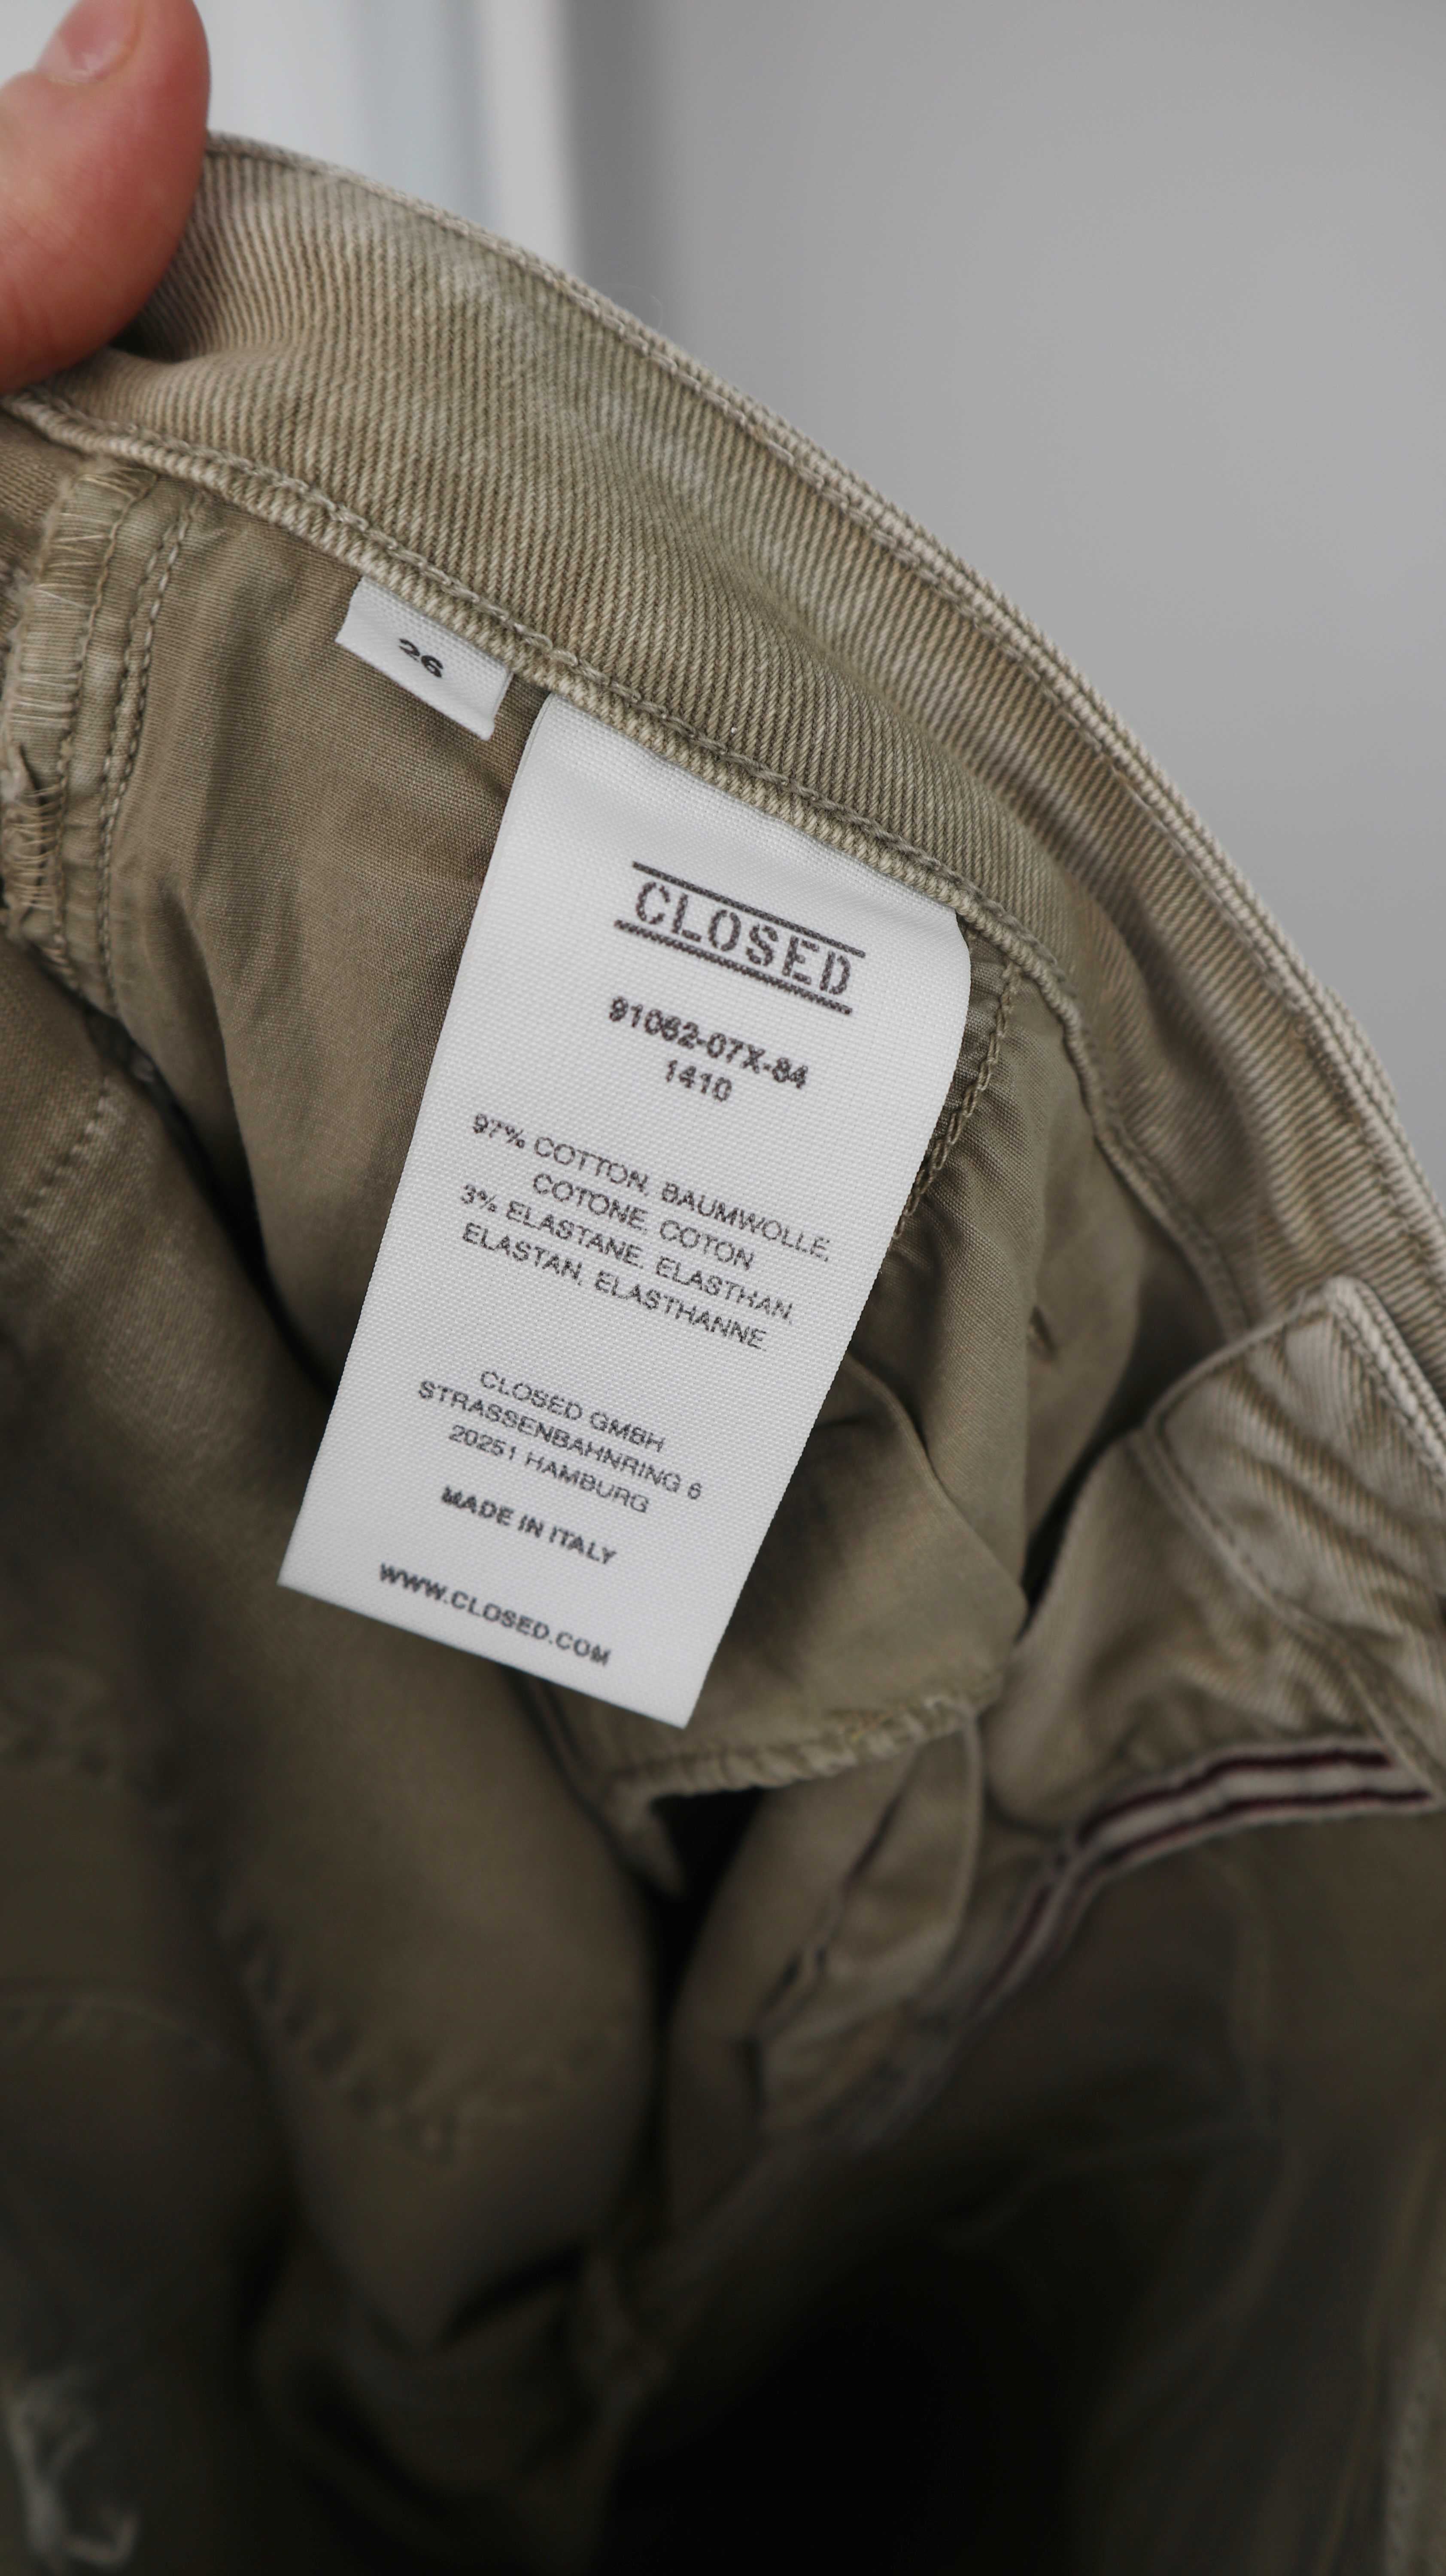 26
CLOSED
91062-07X-84
1410
97% COTTON, BAUMWOLLE,
COTONE, COTON
3% ELASTANE, ELASTHAN,
ELASTAN, ELASTHANNE
CLOSED GMBH
STRASSENBAHNRING 6
20251 HAMBURG
MADE IN ITALY
WWW.CLOSED.COM